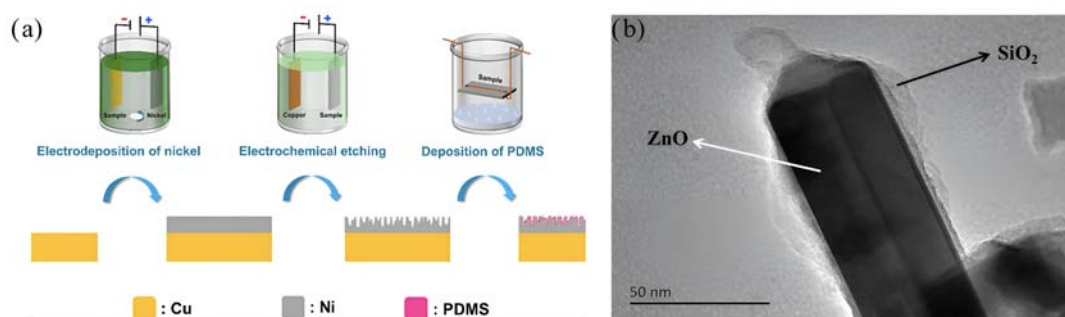 (a)
- +
- +
Sample
Sample Nickel
Copper Sample
Electrodeposition of nickel
Electrochemical etching
Deposition of PDMS
: Cu
: Ni
: PDMS
(b)
SiO₂
ZnO
50 nm